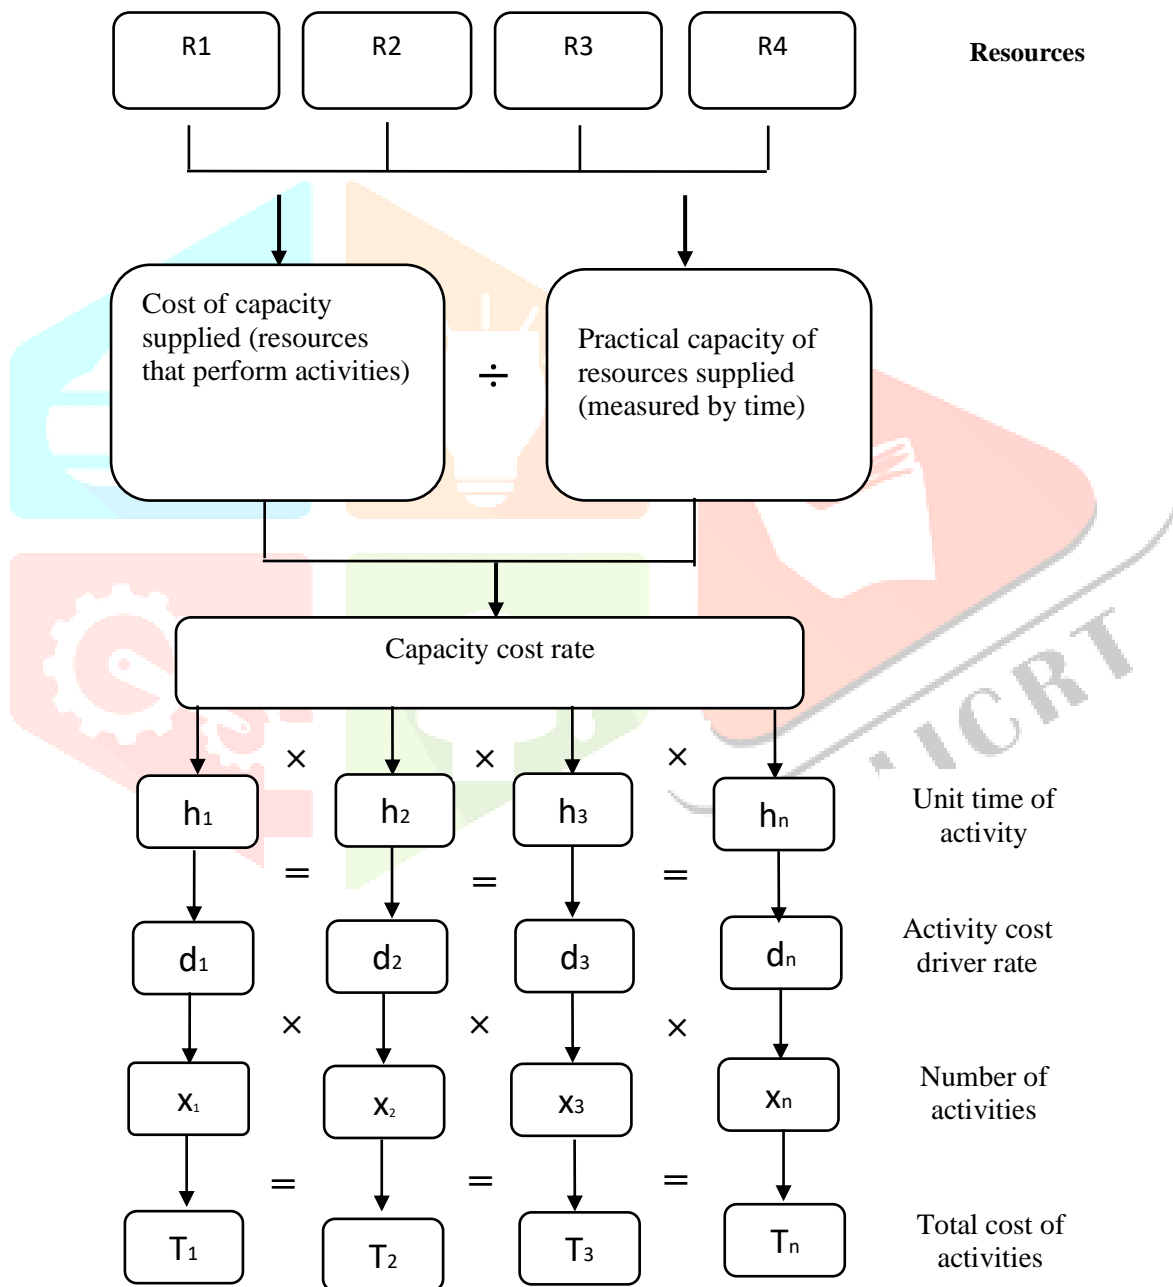 R1 R2 R3 R4 Resources
Cost of capacity
supplied (resources
that perform activities)
÷
Practical capacity of
resources supplied
(measured by time)
Capacity cost rate
× × ×
h1 h2 h3 hn
Unit time of
activity
= = =
d1 d2 d3 dn
Activity cost
driver rate
× × ×
x1 x2 x3 xn
Number of
activities
= = =
T1 T2 T3 Tn
Total cost of
activities
IJCRT